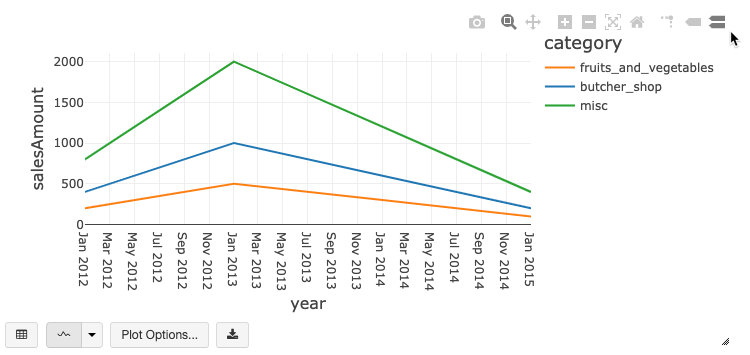 category
fruits_and_vegetables
butcher_shop
misc
salesAmount
2000
1500
1000
500
0
Jan 2012
Mar 2012
May 2012
Jul 2012
Sep 2012
Nov 2012
Jan 2013
Mar 2013
May 2013
Jul 2013
Sep 2013
Nov 2013
Jan 2014
Mar 2014
May 2014
Jul 2014
Sep 2014
Nov 2014
Jan 2015
year
Plot Options...